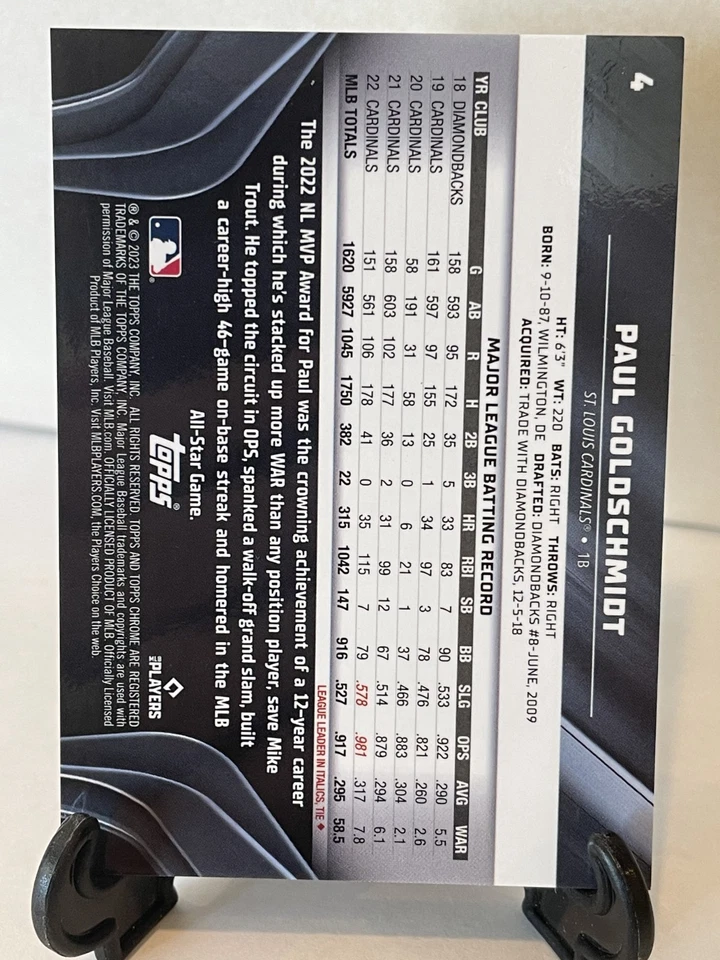 4
PAUL GOLDSCHMIDT
ST. LOUIS CARDINALS® • 1B
HT: 6'3" WT: 220 BATS: RIGHT THROWS: RIGHT
BORN: 9-10-87, WILMINGTON, DE DRAFTED: DIAMONDBACKS #8-JUNE, 2009
ACQUIRED: TRADE WITH DIAMONDBACKS, 12-5-18
MAJOR LEAGUE BATTING RECORD
YR CLUB G AB R H 2B 3B HR RBI SB BB SLG OPS AVG WAR
18 DIAMONDBACKS 158 593 95 172 35 5 33 83 7 90 .533 .922 .290 5.5
19 CARDINALS 161 597 97 155 25 1 34 97 3 78 .476 .821 .260 2.6
20 CARDINALS 58 191 31 58 13 0 6 21 1 37 .466 .883 .304 2.1
21 CARDINALS 158 603 102 177 36 2 31 99 12 67 .514 .879 .294 6.1
22 CARDINALS 151 561 106 178 41 0 35 115 7 79 .578 .981 .317 7.8
MLB TOTALS 1620 5927 1045 1750 382 22 315 1042 147 916 .527 .917 .295 58.5
LEAGUE LEADER IN ITALICS, TIE ♦
The 2022 NL MVP Award for Paul was the crowning achievement of a 12-year career
during which he's stacked up more WAR than any position player, save Mike
Trout. He topped the circuit in OPS, spanked a walk-off grand slam, built
a career-high 46-game on-base streak and homered in the MLB
All-Star Game.
topps®
MLB PLAYERS
® & © 2023 THE TOPPS COMPANY, INC. ALL RIGHTS RESERVED. TOPPS AND TOPPS CHROME ARE REGISTERED
TRADEMARKS OF THE TOPPS COMPANY, INC. Major League Baseball trademarks and copyrights are used with
permission of Major League Baseball. Visit MLB.com. OFFICIALLY LICENSED PRODUCT OF MLB. Officially Licensed
Product of MLB Players, Inc. Visit MLBPLAYERS.COM, the Players Choice on the web.